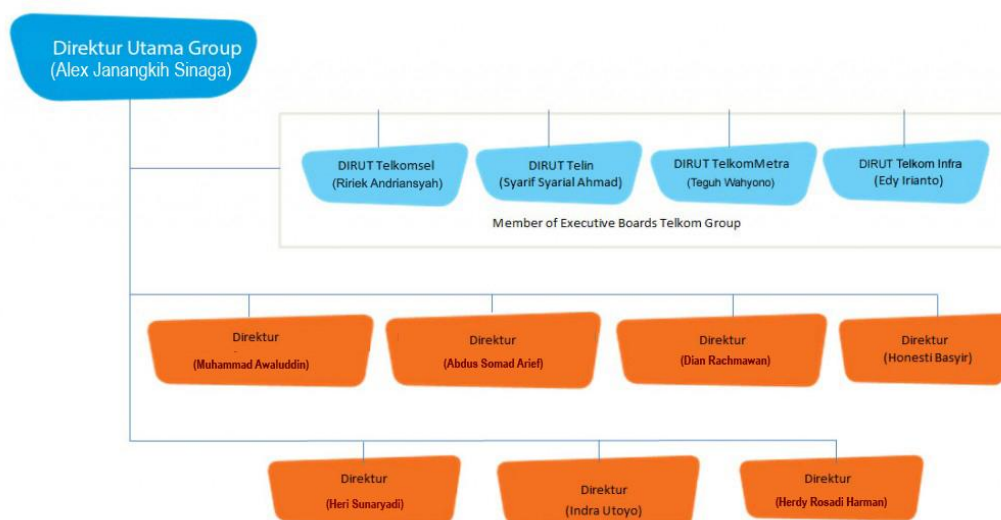 Direktur Utama Group
(Alex Janangkih Sinaga)
DIRUT Telkomsel
(Ririek Andriansyah)
DIRUT Telin
(Syarif Syarial Ahmad)
DIRUT TelkomMetra
(Teguh Wahyono)
DIRUT Telkom Infra
(Edy Irianto)
Member of Executive Boards Telkom Group
Direktur
(Muhammad Awaluddin)
Direktur
(Abdus Somad Arief)
Direktur
(Dian Rachmawan)
Direktur
(Honesti Basyir)
Direktur
(Heri Sunaryadi)
Direktur
(Indra Utoyo)
Direktur
(Herdy Rosadi Harman)